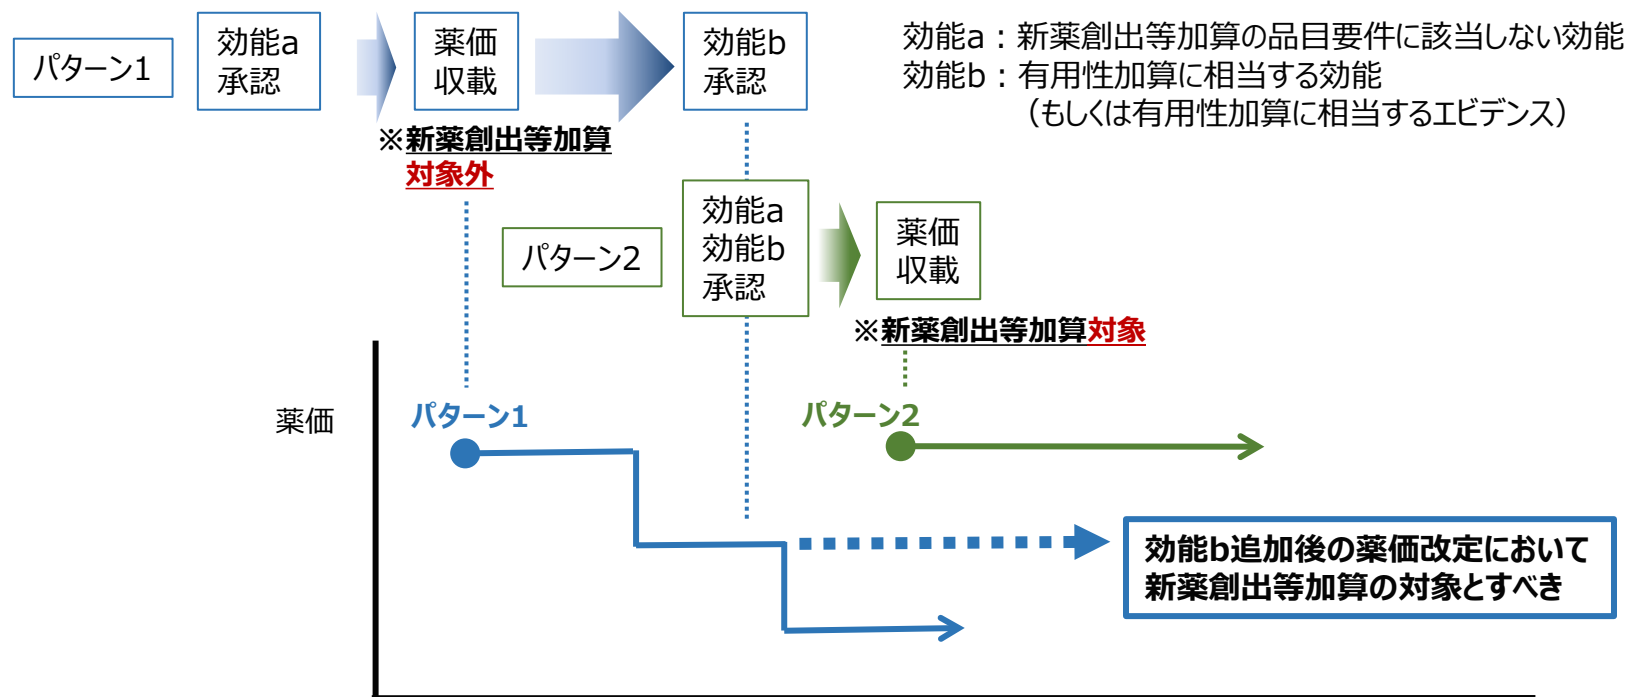 パターン1
効能a
承認
薬価
収載
効能b
承認
効能a：新薬創出等加算の品目要件に該当しない効能
効能b：有用性加算に相当する効能
（もしくは有用性加算に相当するエビデンス）
※新薬創出等加算
対象外
パターン2
効能a
効能b
承認
薬価
収載
※新薬創出等加算対象
薬価
パターン1
パターン2
効能b追加後の薬価改定において
新薬創出等加算の対象とすべき